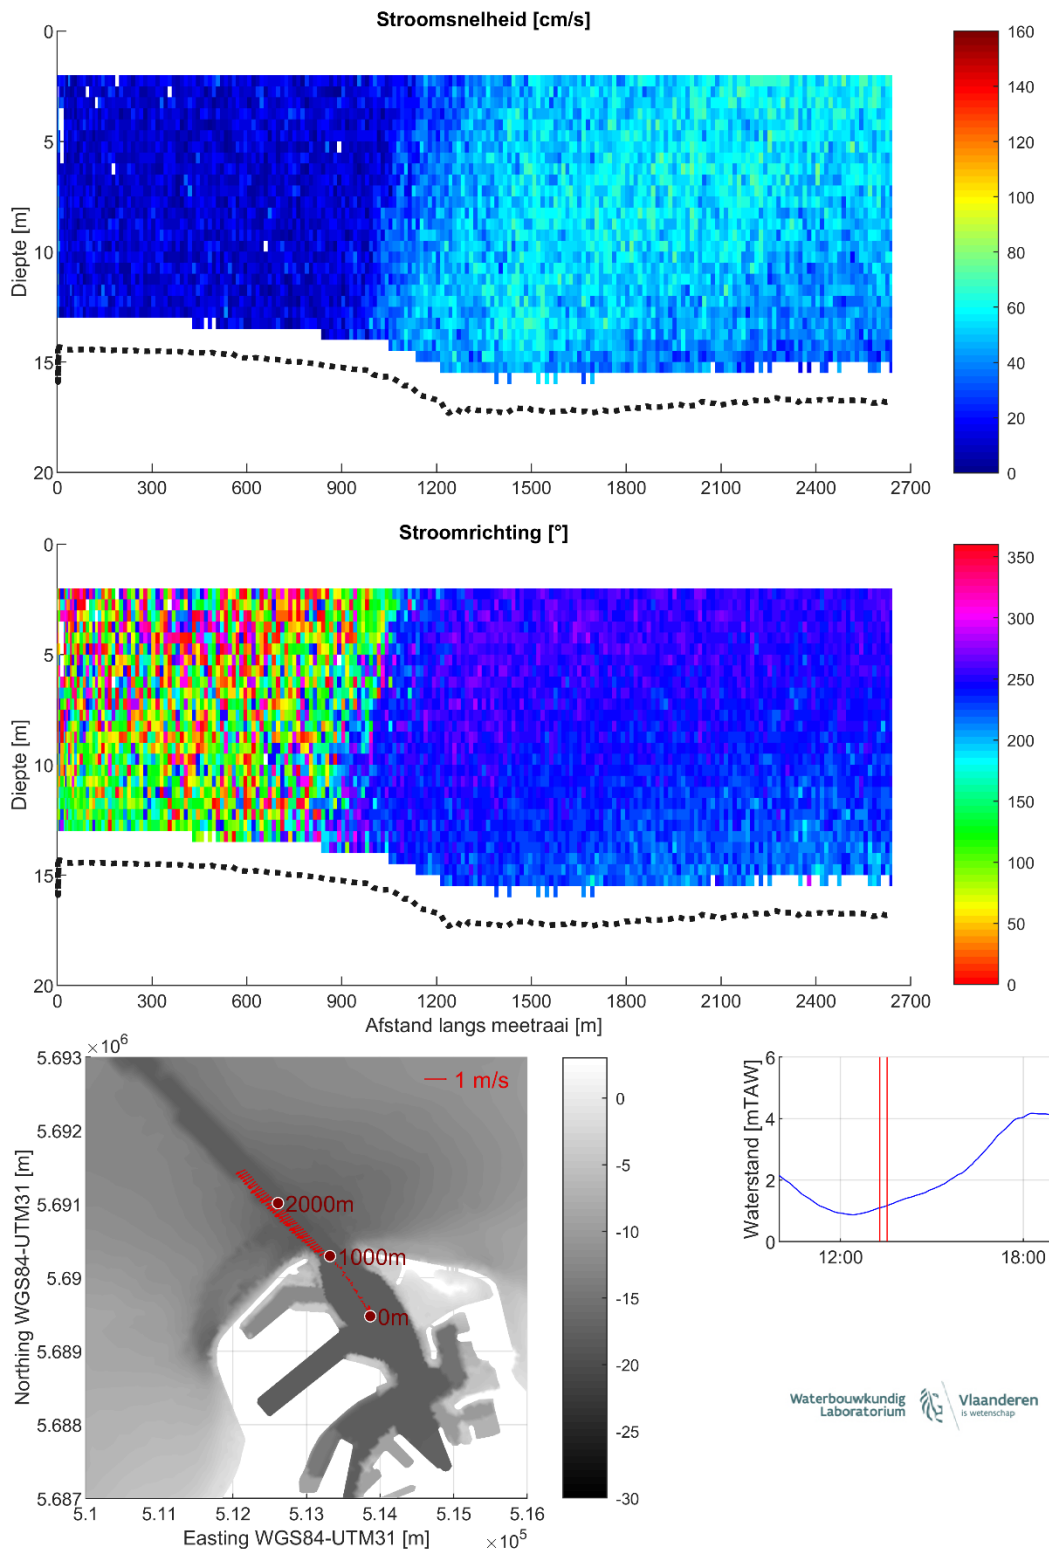 Stroomsnelheid [cm/s]
0
5
10
15
20
Diepte [m]
0 300 600 900 1200 1500 1800 2100 2400 2700
160
140
120
100
80
60
40
20
0
Stroomrichting [°]
0
5
10
15
20
Diepte [m]
0 300 600 900 1200 1500 1800 2100 2400 2700
Afstand langs meetraai [m]
350
300
250
200
150
100
50
0
×10⁶
5.693
5.692
5.691
5.69
5.689
5.688
5.687
Northing WGS84-UTM31 [m]
1 m/s
2000m
1000m
0m
5.1 5.11 5.12 5.13 5.14 5.15 5.16
Easting WGS84-UTM31 [m]
×10⁵
0
-5
-10
-15
-20
-25
-30
Waterstand [mTAW]
6
4
2
0
12:00 18:00
Waterbouwkundig
Laboratorium
Vlaanderen
is wetenschap